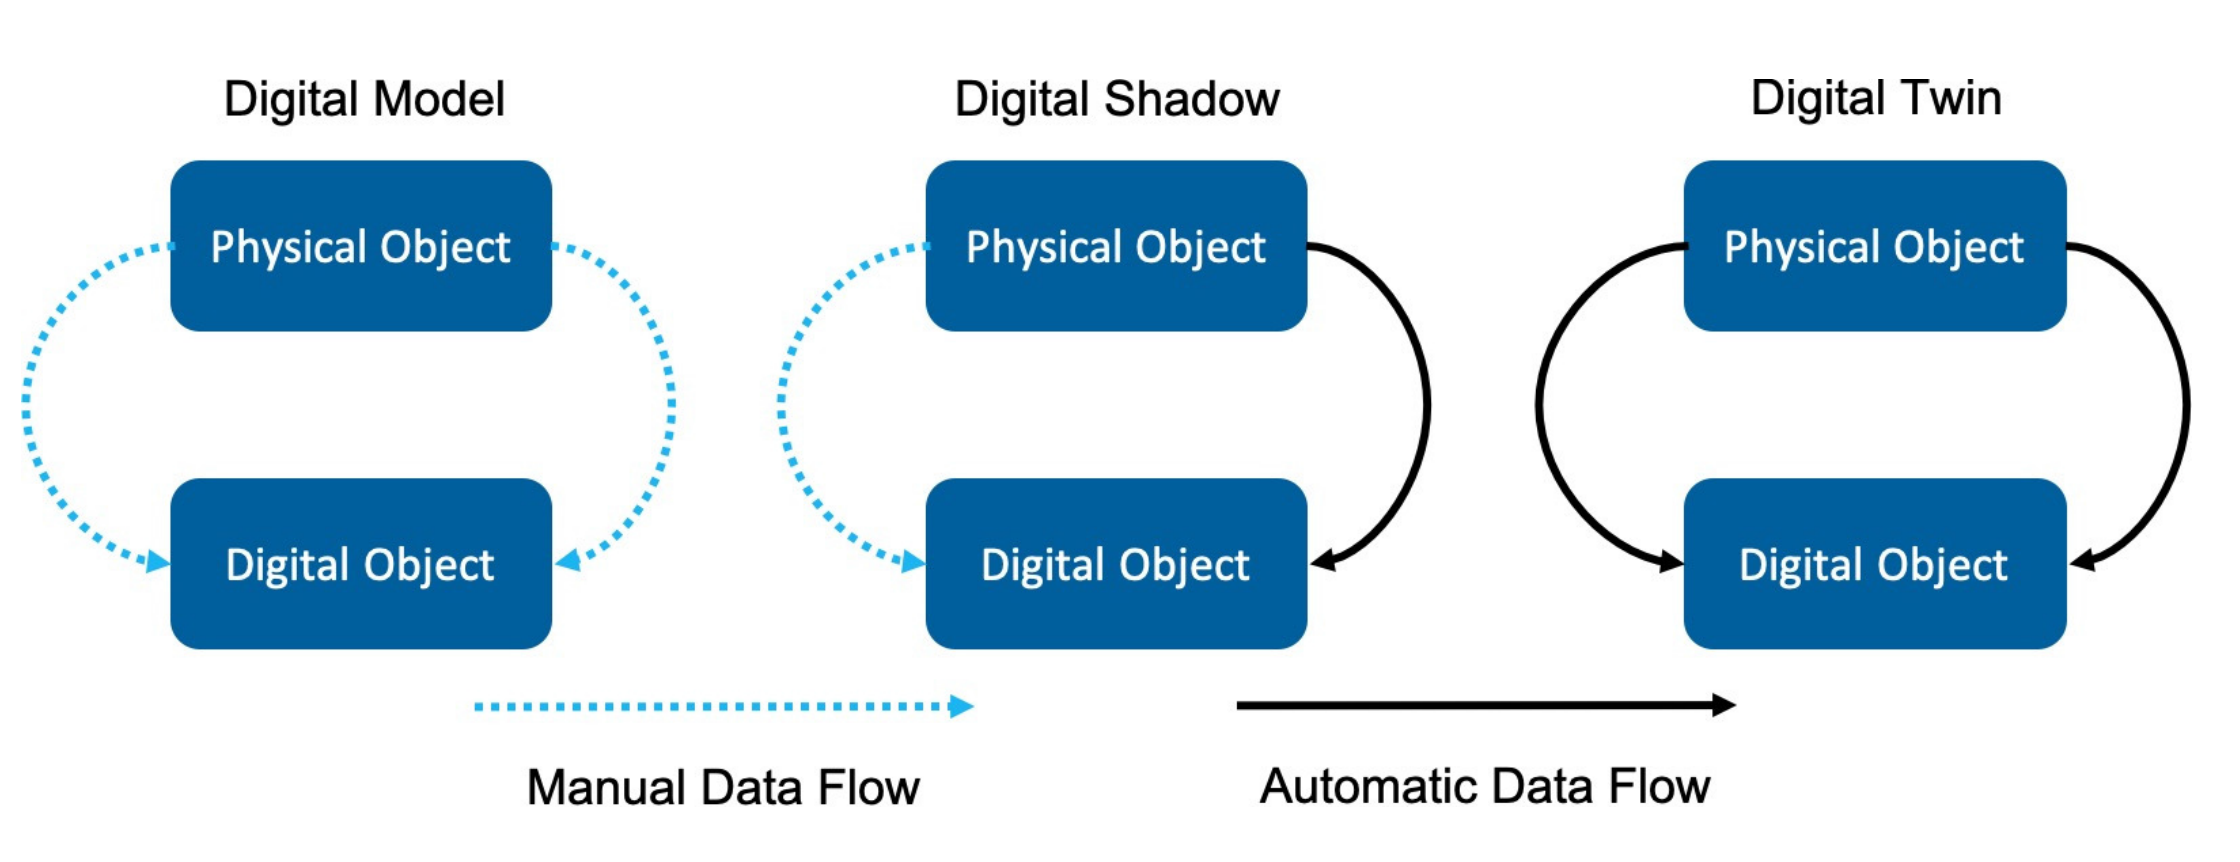 Digital Model
Digital Shadow
Digital Twin
Physical Object
Physical Object
Physical Object
Digital Object
Digital Object
Digital Object
Manual Data Flow
Automatic Data Flow